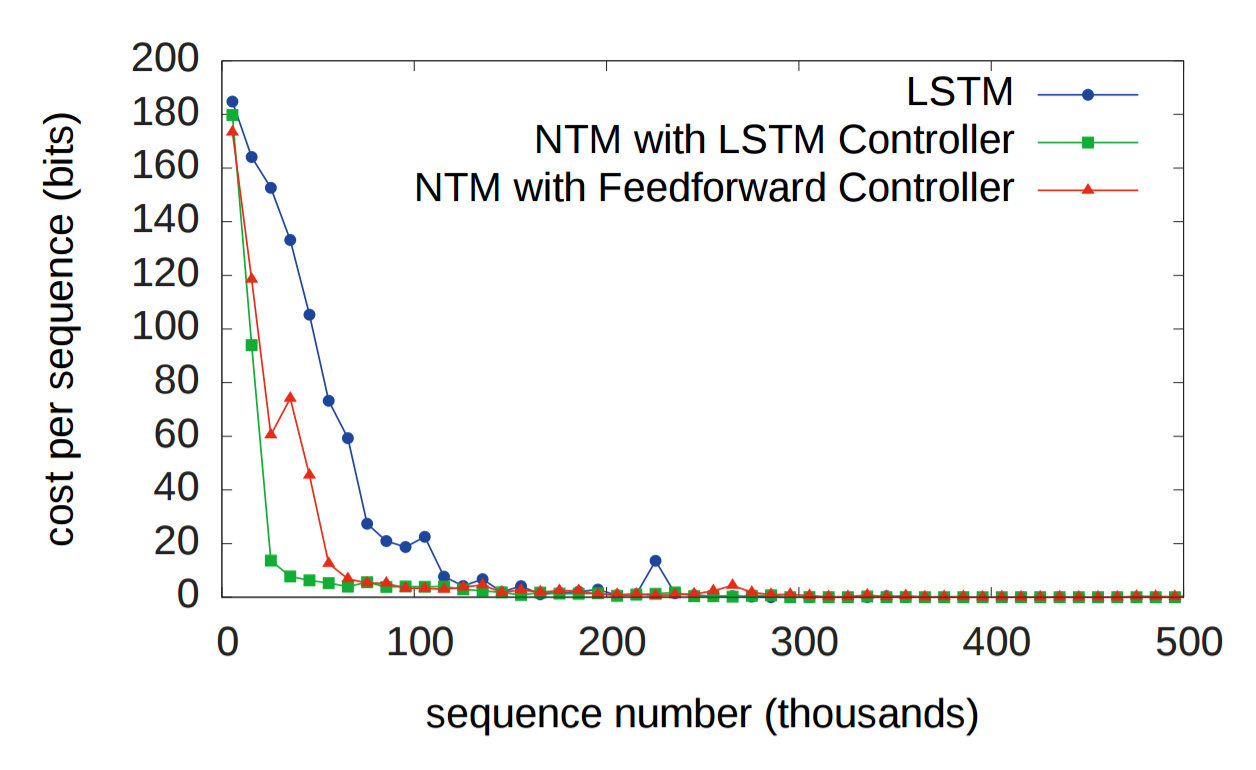 200
180
160
140
120
100
80
60
40
20
0
cost per sequence (bits)
LSTM
NTM with LSTM Controller
NTM with Feedforward Controller
0 100 200 300 400 500
sequence number (thousands)